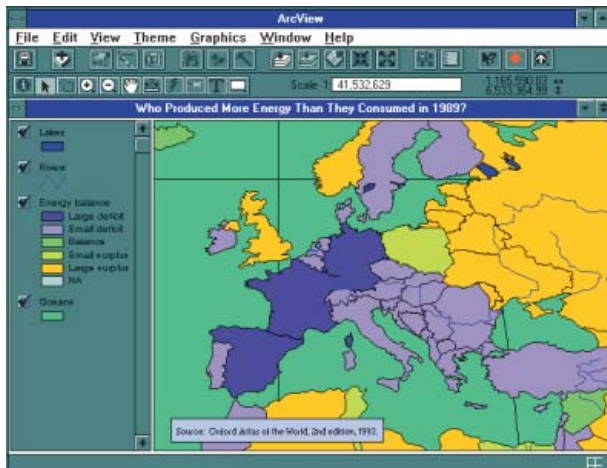 ArcView
File Edit View Theme Graphics Window Help
Scale 1: 41,532,629
-1,165,590.03
6,533,364.99
Who Produced More Energy Than They Consumed in 1989?
Lakes
Rivers
Energy balance
Large deficit
Small deficit
Balance
Small surplus
Large surplus
NA
Oceans
Source: Oxford Atlas of the World, 2nd edition, 1993.